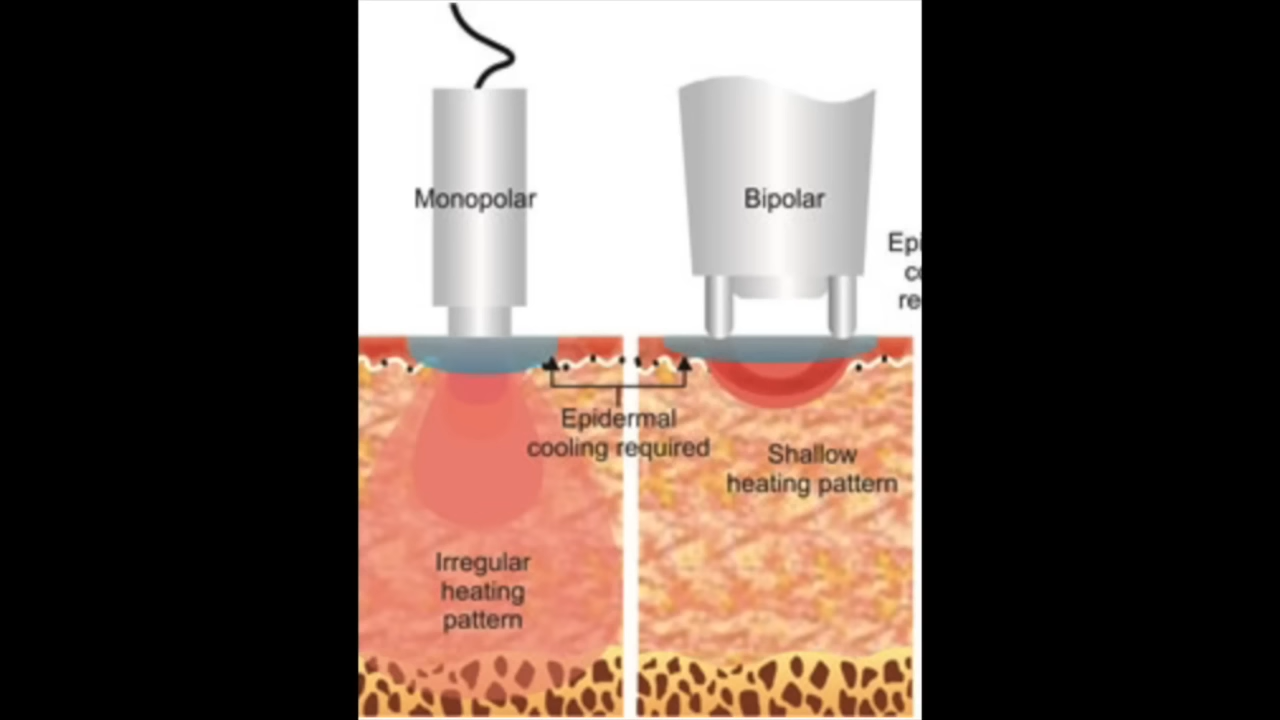 Monopolar
Bipolar
Epidermal
cooling required
Shallow
heating pattern
Irregular
heating
pattern